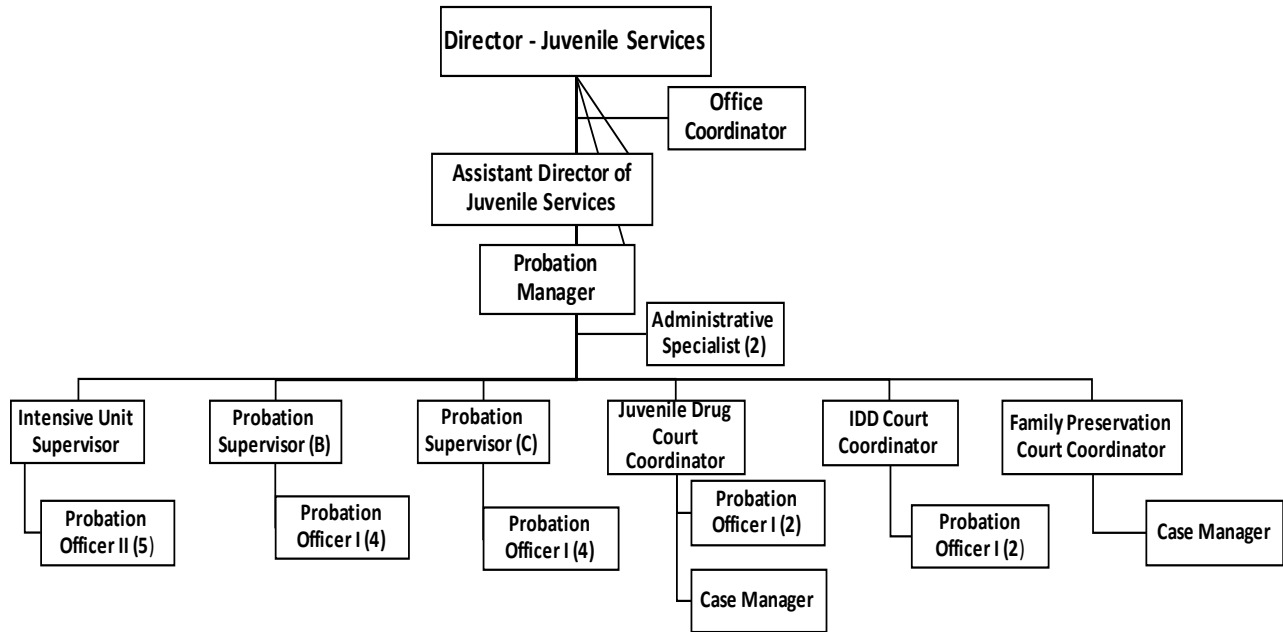 Director - Juvenile Services
Office
Coordinator
Assistant Director of
Juvenile Services
Probation
Manager
Administrative
Specialist (2)
Intensive Unit
Supervisor
Probation
Supervisor (B)
Probation
Supervisor (C)
Juvenile Drug
Court
Coordinator
IDD Court
Coordinator
Family Preservation
Court Coordinator
Probation
Officer II (5)
Probation
Officer I (4)
Probation
Officer I (4)
Probation
Officer I (2)
Case Manager
Probation
Officer I (2)
Case Manager